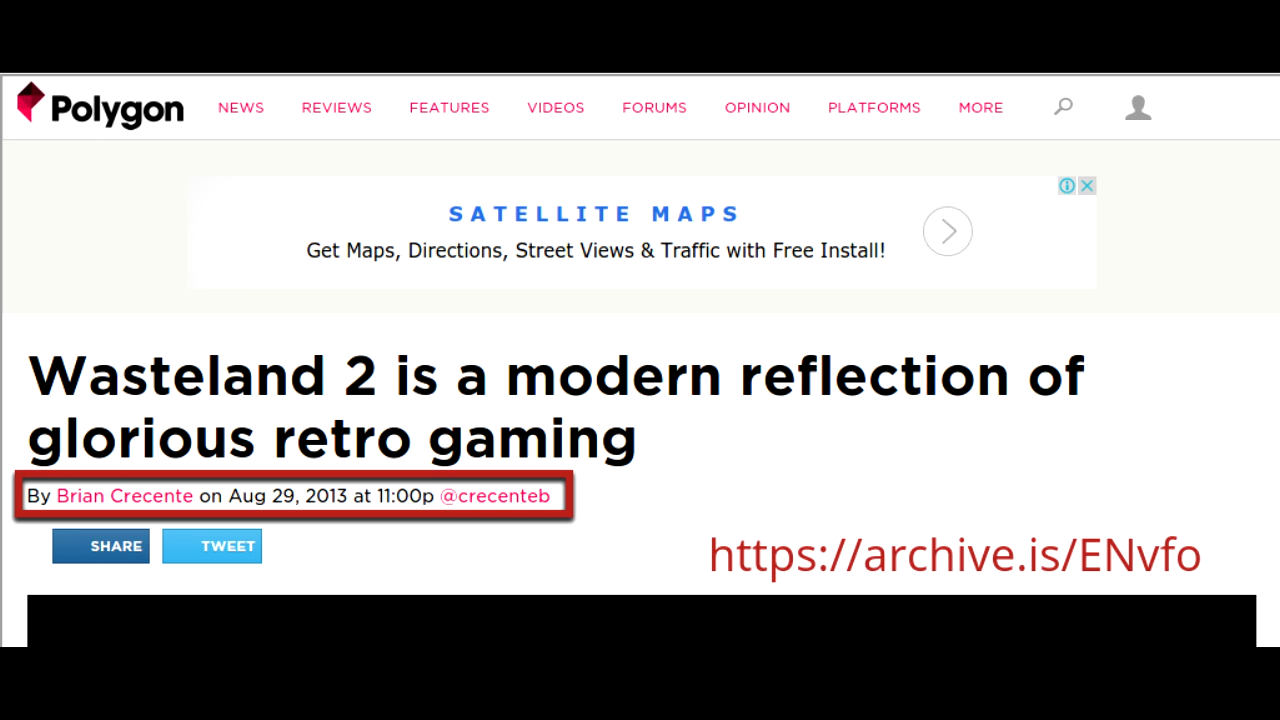 Polygon NEWS REVIEWS FEATURES VIDEOS FORUMS OPINION PLATFORMS MORE
SATELLITE MAPS
Get Maps, Directions, Street Views & Traffic with Free Install!
Wasteland 2 is a modern reflection of
glorious retro gaming
By Brian Crecente on Aug 29, 2013 at 11:00p @crecenteb
SHARE TWEET
https://archive.is/ENvfo